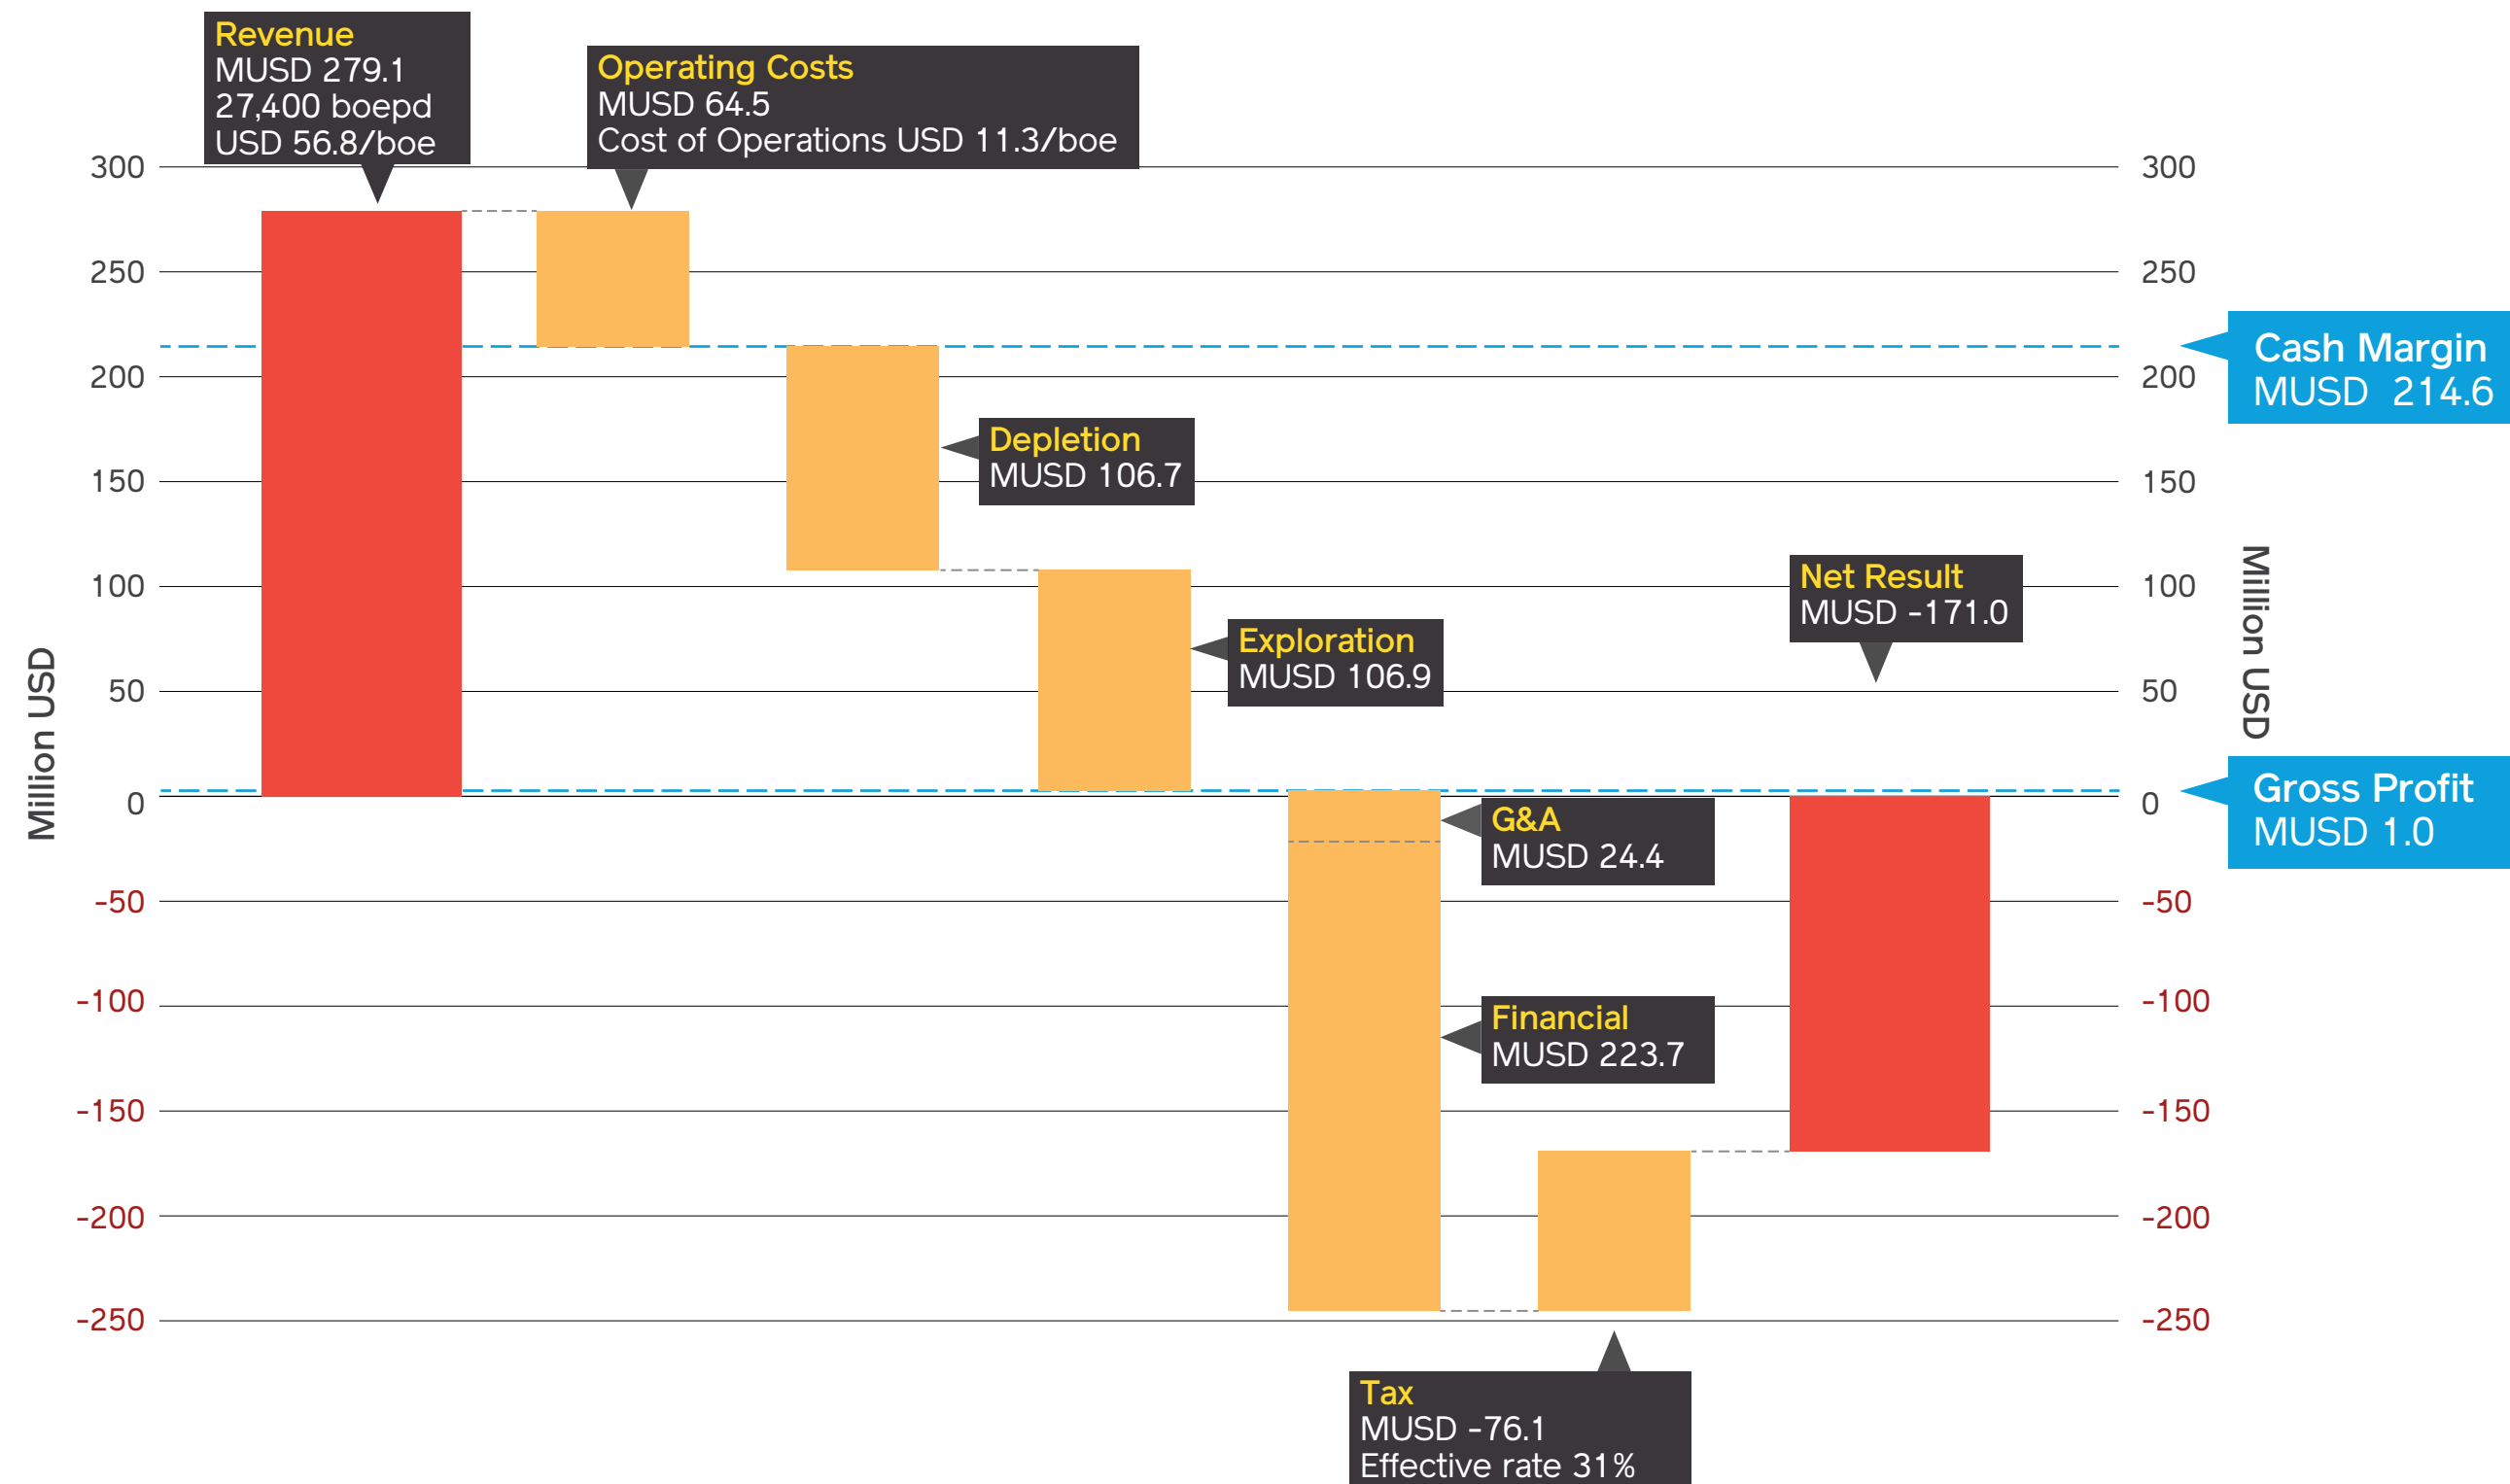 Revenue
MUSD 279.1
27,400 boepd
USD 56.8/boe
Operating Costs
MUSD 64.5
Cost of Operations USD 11.3/boe
300
300
250
250
Cash Margin
MUSD 214.6
200
200
Depletion
MUSD 106.7
150
150
100
100
Net Result
MUSD -171.0
Exploration
MUSD 106.9
50
50
Million USD
Million USD
0
0
Gross Profit
MUSD 1.0
G&A
MUSD 24.4
-50
-50
-100
-100
Financial
MUSD 223.7
-150
-150
-200
-200
-250
-250
Tax
MUSD -76.1
Effective rate 31%